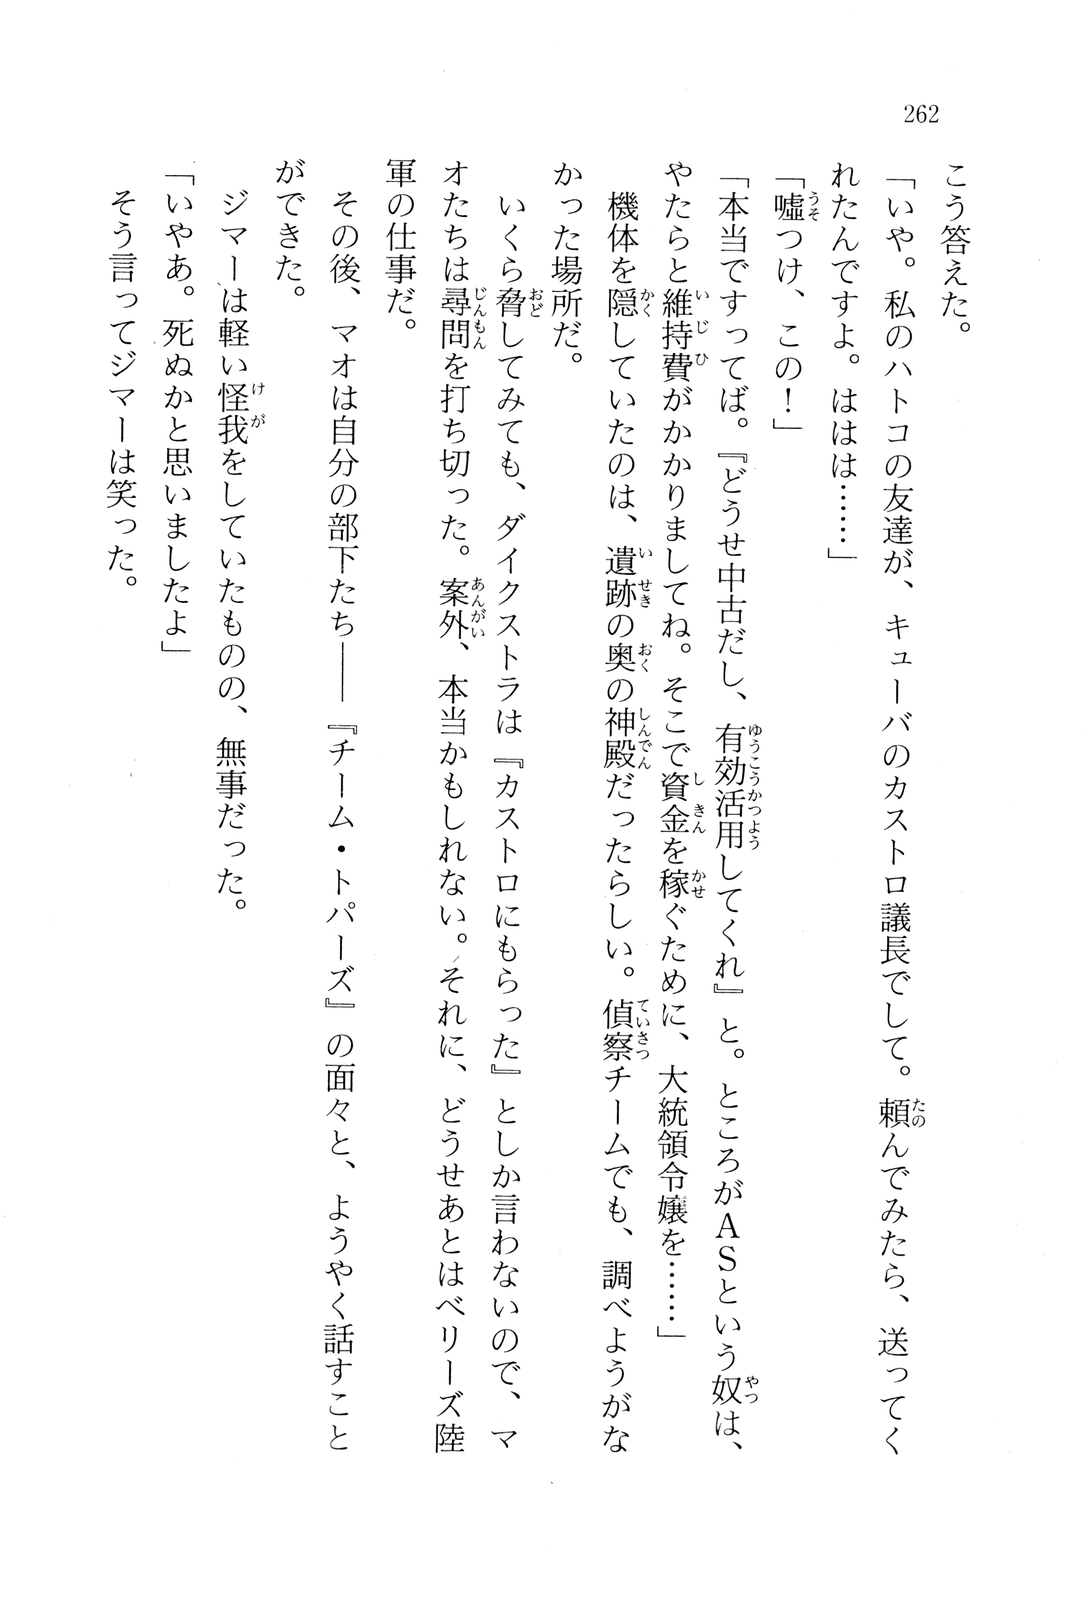 262
こう答えた。
「いや。私のハトコの友達が、キューバのカストロ議長でして。頼んでみたら、送ってく
れたんですよ。ははは……」
「嘘つけ、この！」
「本当ですってば。『どうせ中古だし、有効活用してくれ』と。ところがＡＳという奴は、
やたらと維持費がかかりましてね。そこで資金を稼ぐために、大統領令嬢を……」
機体を隠していたのは、遺跡の奥の神殿だったらしい。偵察チームでも、調べようがな
かった場所だ。
いくら脅してみても、ダイクストラは『カストロにもらった』としか言わないので、マ
オたちは尋問を打ち切った。案外、本当かもしれない。それに、どうせあとはベリーズ陸
軍の仕事だ。
その後、マオは自分の部下たち――『チーム・トパーズ』の面々と、ようやく話すこと
ができた。
ジマーは軽い怪我をしていたものの、無事だった。
「いやあ。死ぬかと思いましたよ」
そう言ってジマーは笑った。